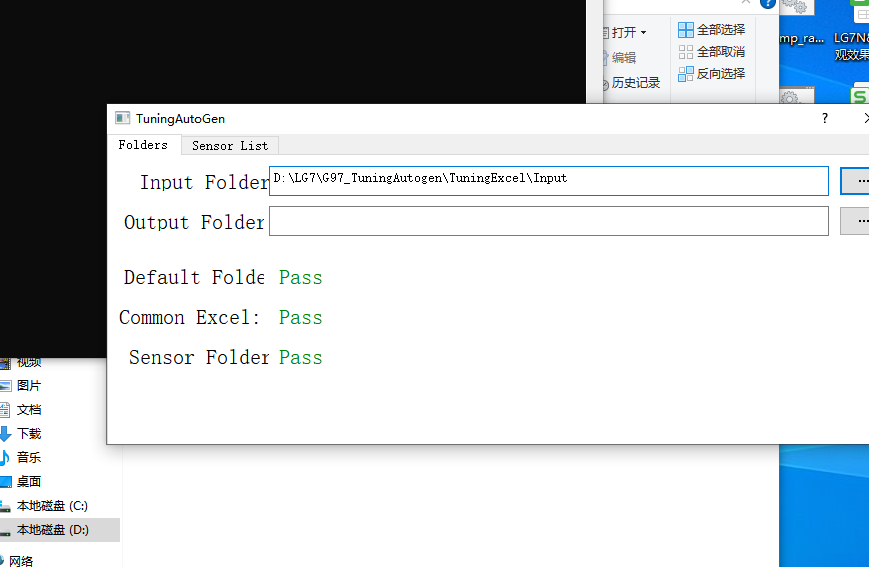 ?
打开
全部选择
编辑
全部取消
历史记录
反向选择
mp_ra...
LG7N&
观效果
TuningAutoGen
?
Folders
Sensor List
Input Folder
D:\LG7\G97_TuningAutogen\TuningExcel\Input
...
Output Folder
...
Default Folde
Pass
Common Excel:
Pass
Sensor Folder
Pass
视频
图片
文档
下载
音乐
桌面
本地磁盘 (C:)
本地磁盘 (D:)
网络